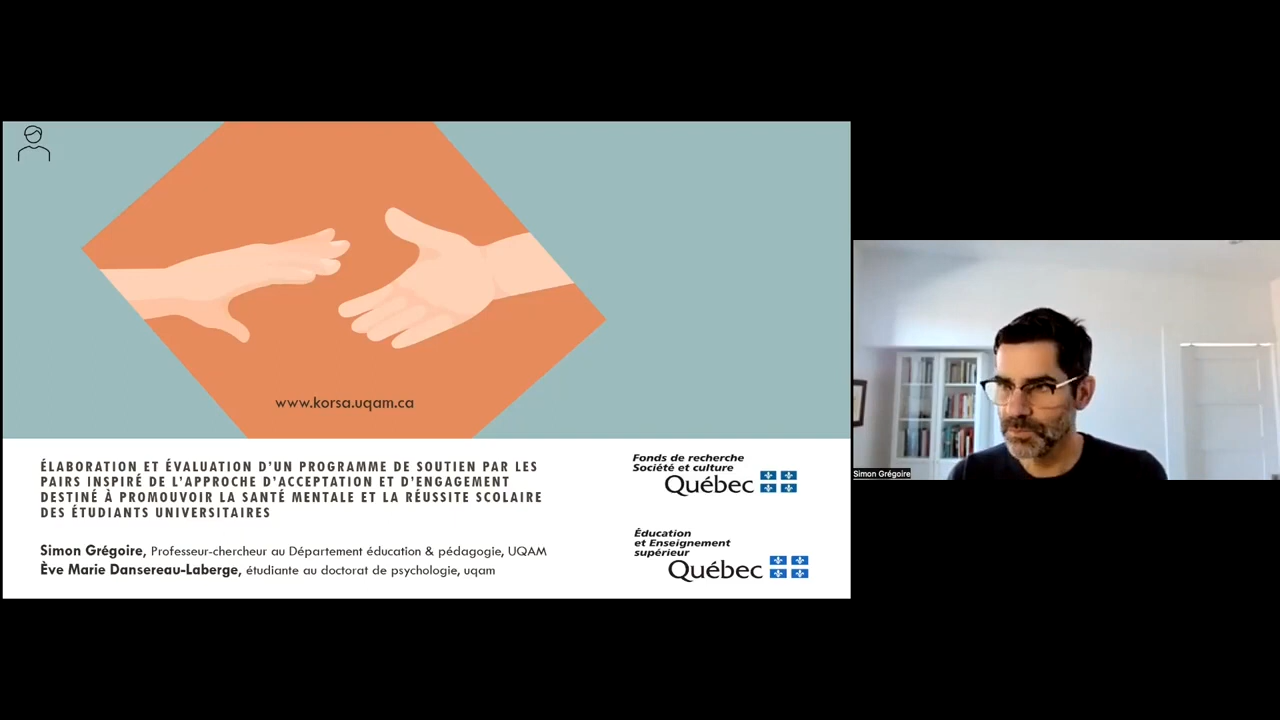 www.korsa.uqam.ca
ÉLABORATION ET ÉVALUATION D'UN PROGRAMME DE SOUTIEN PAR LES
PAIRS INSPIRÉ DE L'APPROCHE D'ACCEPTATION ET D'ENGAGEMENT
DESTINÉ À PROMOUVOIR LA SANTÉ MENTALE ET LA RÉUSSITE SCOLAIRE
DES ÉTUDIANTS UNIVERSITAIRES
Simon Grégoire, Professeur-chercheur au Département éducation & pédagogie, UQAM
Ève Marie Dansereau-Laberge, étudiante au doctorat de psychologie, uqam
Fonds de recherche
Société et culture
Québec
Éducation
et Enseignement
supérieur
Québec
Simon Grégoire